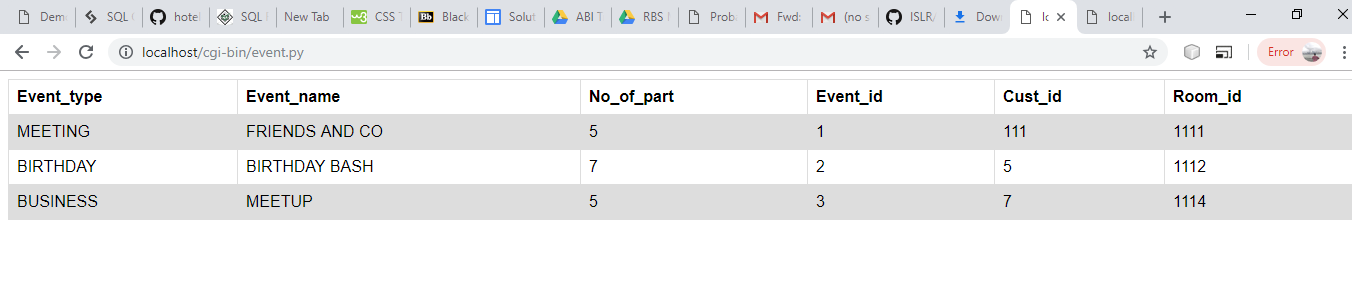 Dem SQL hote SQL New Tab CSS T Bb Black Solut ABI T RBS Prob Fwd: (no s ISLR/ Dow lo local
localhost/cgi-bin/event.py Error
Event_type Event_name No_of_part Event_id Cust_id Room_id
MEETING FRIENDS AND CO 5 1 111 1111
BIRTHDAY BIRTHDAY BASH 7 2 5 1112
BUSINESS MEETUP 5 3 7 1114